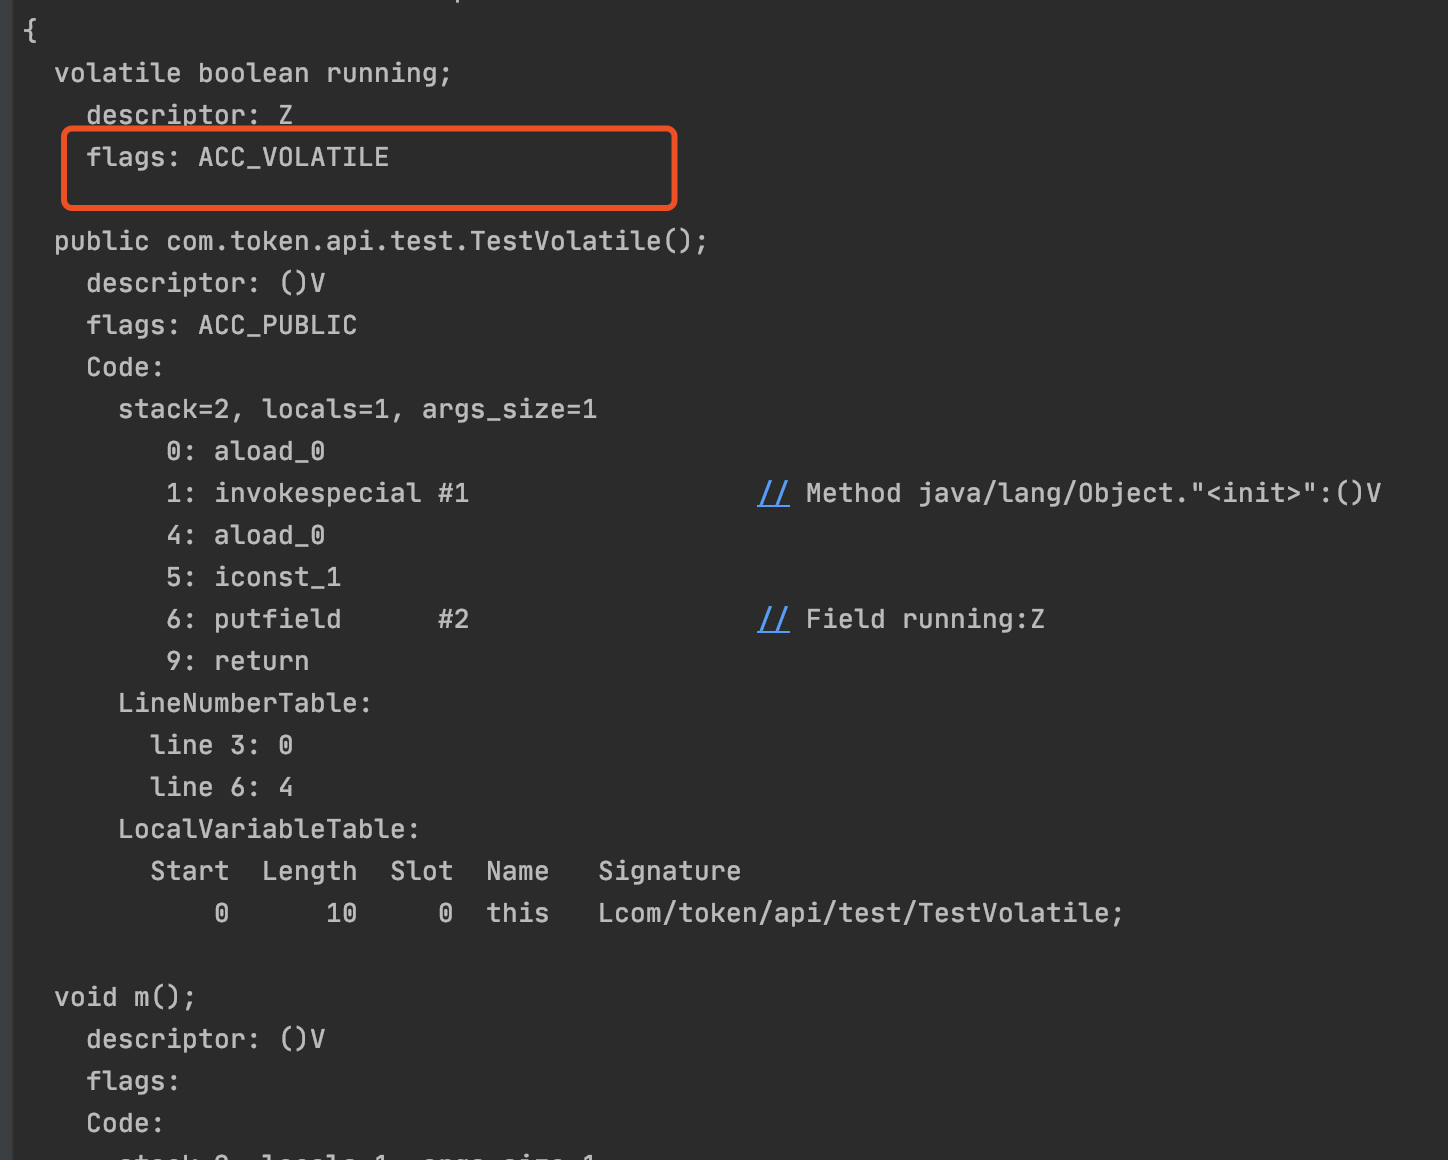 {
  volatile boolean running;
    descriptor: Z
    flags: ACC_VOLATILE
  public com.token.api.test.TestVolatile();
    descriptor: ()V
    flags: ACC_PUBLIC
    Code:
      stack=2, locals=1, args_size=1
         0: aload_0
         1: invokespecial #1                  // Method java/lang/Object."<init>":()V
         4: aload_0
         5: iconst_1
         6: putfield      #2                  // Field running:Z
         9: return
      LineNumberTable:
        line 3: 0
        line 6: 4
      LocalVariableTable:
        Start  Length  Slot  Name   Signature
            0      10     0  this   Lcom/token/api/test/TestVolatile;
  void m();
    descriptor: ()V
    flags:
    Code: